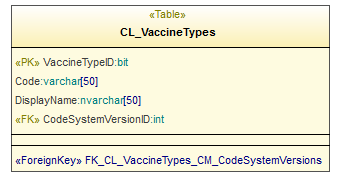 «Table»
CL_VaccineTypes
«PK» VaccineTypeID:bit
Code:varchar[50]
DisplayName:nvarchar[50]
«FK» CodeSystemVersionID:int
«ForeignKey» FK_CL_VaccineTypes_CM_CodeSystemVersions